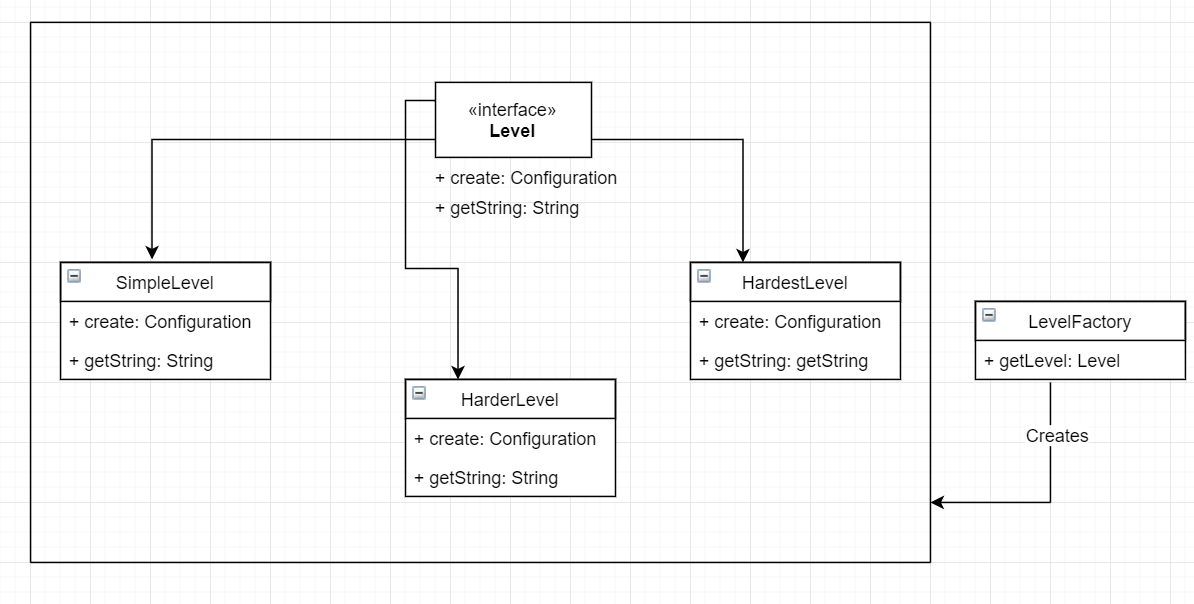 «interface»
Level
+ create: Configuration
+ getString: String
SimpleLevel
+ create: Configuration
+ getString: String
HarderLevel
+ create: Configuration
+ getString: String
HardestLevel
+ create: Configuration
+ getString: getString
LevelFactory
+ getLevel: Level
Creates